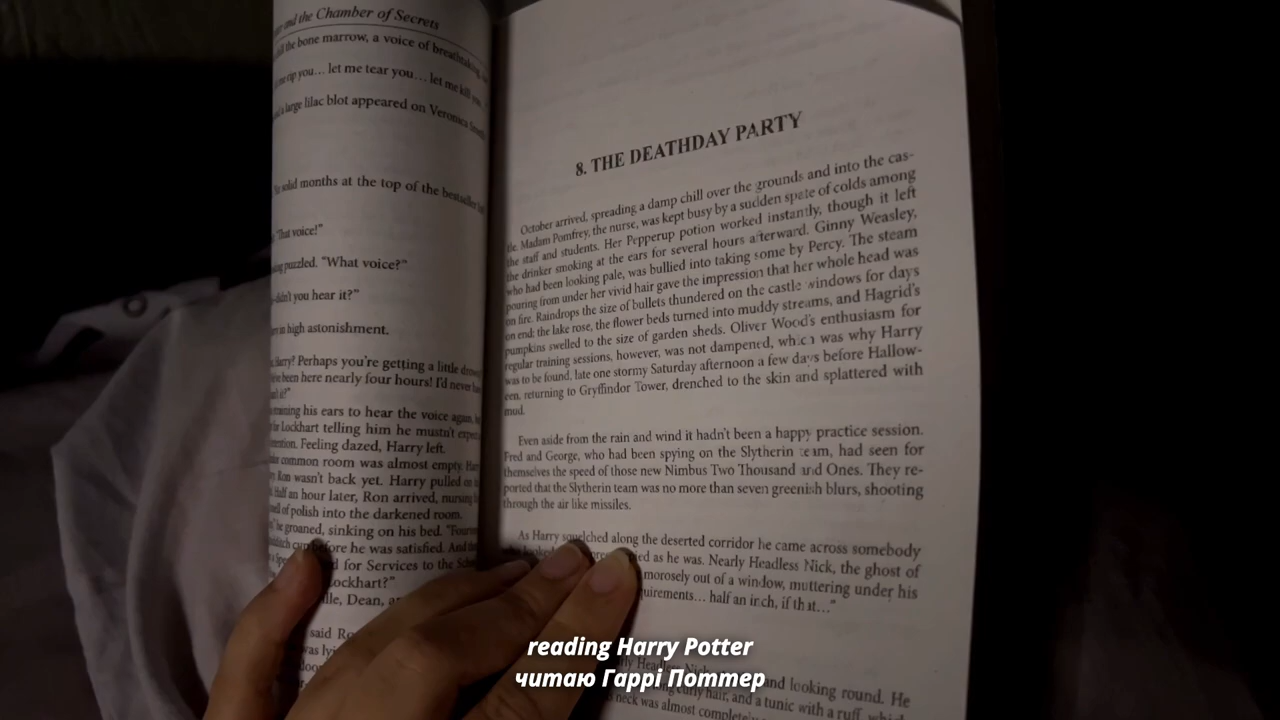 and the Chamber of Secrets
the bone marrow, a voice of breathtaking,
rip you… let me tear you… let me kill
a large lilac blot appeared on Veronica
solid months at the top of the bestseller
"That voice!"
puzzled. "What voice?"
didn't you hear it?"
in high astonishment.
Harry? Perhaps you're getting a little
been here nearly four hours! I'd never
it?"
straining his ears to hear the voice again,
Lockhart telling him he mustn't
Feeling dazed, Harry left.
common room was almost empty.
Ron wasn't back yet. Harry pulled on
Half an hour later, Ron arrived, nursing
of polish into the darkened room.
he groaned, sinking on his bed.
cup before he was satisfied. And
for Services to the
Lockhart?"
Dean,
said
8. THE DEATHDAY PARTY
October arrived, spreading a damp chill over the grounds and into the cas-
tle. Madam Pomfrey, the nurse, was kept busy by a sudden spate of colds among
the staff and students. Her Pepperup potion worked instantly, though it left
the drinker smoking at the ears for several hours afterward. Ginny Weasley,
who had been looking pale, was bullied into taking some by Percy. The steam
pouring from under her vivid hair gave the impression that her whole head was
on fire. Raindrops the size of bullets thundered on the castle windows for days
on end; the lake rose, the flower beds turned into muddy streams, and Hagrid's
pumpkins swelled to the size of garden sheds. Oliver Wood's enthusiasm for
regular training sessions, however, was not dampened, which was why Harry
was to be found, late one stormy Saturday afternoon a few days before Hallow-
een, returning to Gryffindor Tower, drenched to the skin and splattered with
mud.
Even aside from the rain and wind it hadn't been a happy practice session.
Fred and George, who had been spying on the Slytherin team, had seen for
themselves the speed of those new Nimbus Two Thousand and Ones. They re-
ported that the Slytherin team was no more than seven greenish blurs, shooting
through the air like missiles.
As Harry squelched along the deserted corridor he came across somebody
as he was. Nearly Headless Nick, the ghost of
morosely out of a window, muttering under his
half an inch, if that…"
Headless Nick and looking round. He
curly hair, and a tunic with a ruff,
neck was almost
reading Harry Potter
читаю Гаррі Поттер